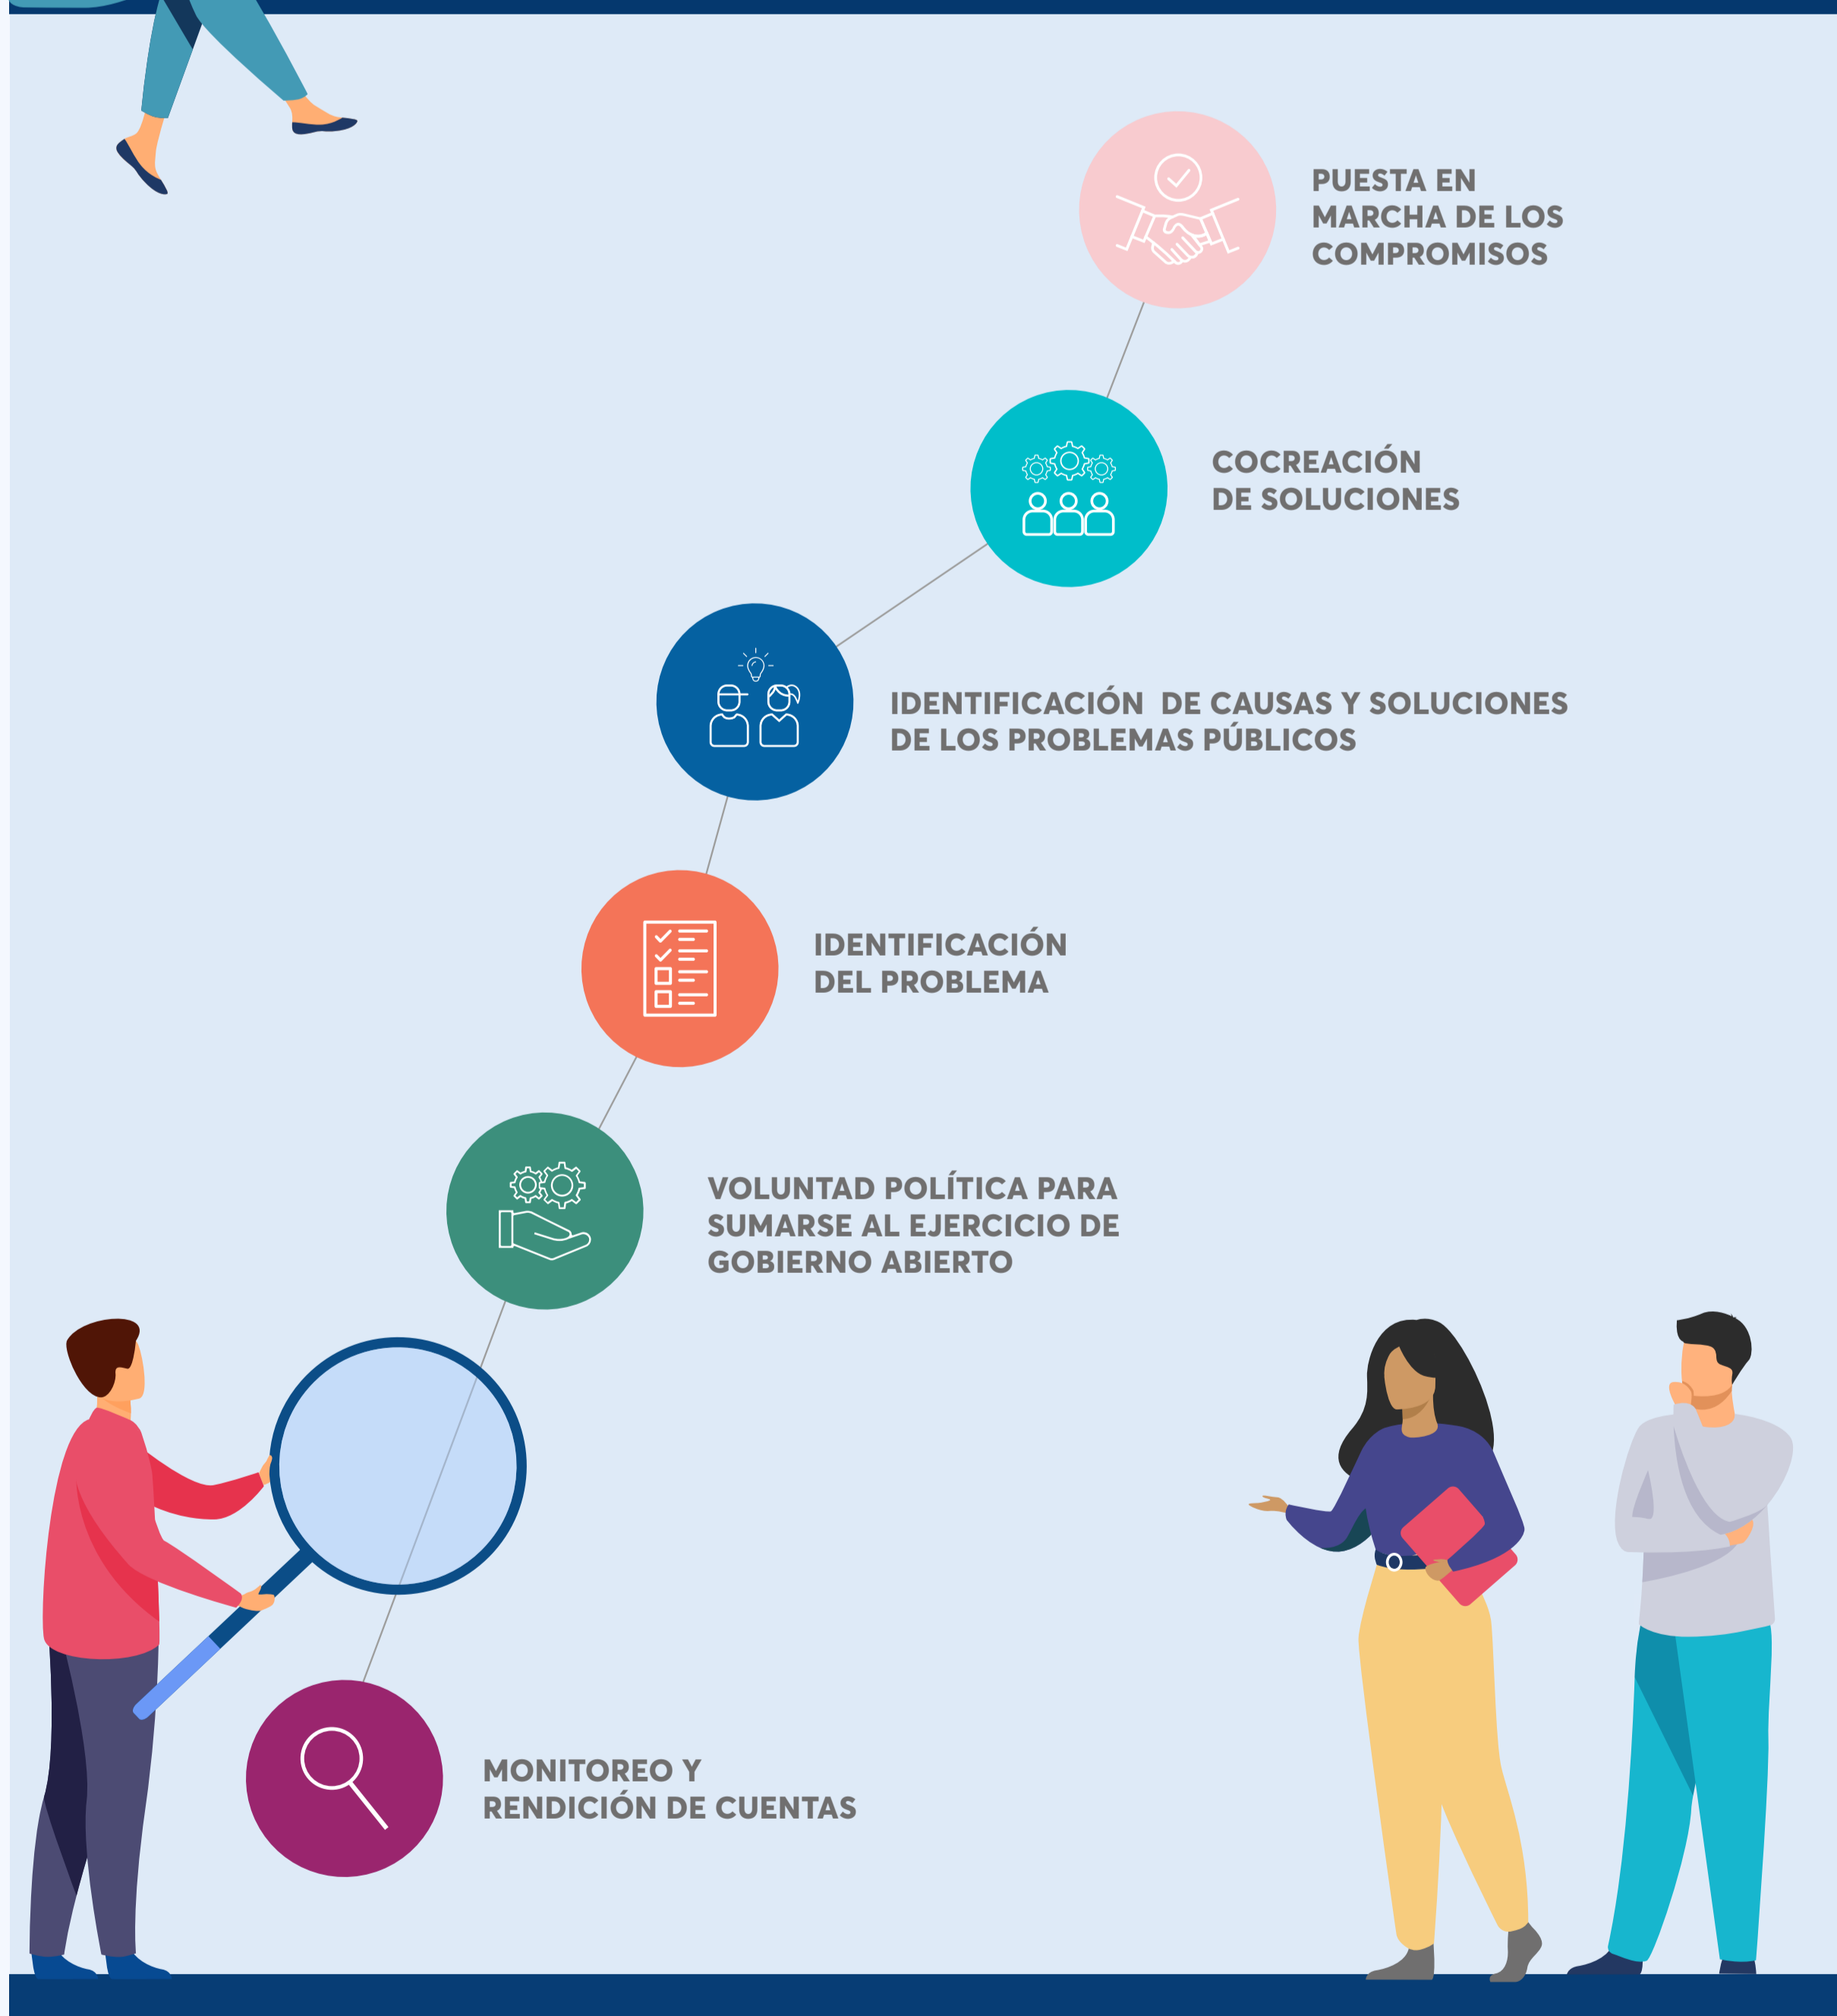 PUESTA EN
MARCHA DE LOS
COMPROMISOS
COCREACIÓN
DE SOLUCIONES
IDENTIFICACIÓN DE CAUSAS Y SOLUCIONES
DE LOS PROBLEMAS PÚBLICOS
IDENTIFICACIÓN
DEL PROBLEMA
VOLUNTAD POLÍTICA PARA
SUMARSE AL EJERCICIO DE
GOBIERNO ABIERTO
MONITOREO Y
RENDICIÓN DE CUENTAS